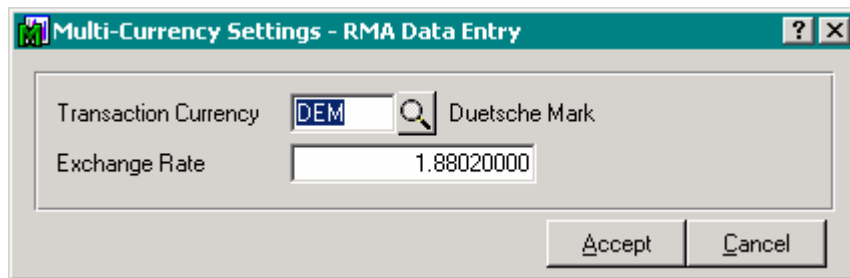 Multi-Currency Settings - RMA Data Entry
Transaction Currency DEM Duetsche Mark
Exchange Rate 1.88020000
Accept Cancel